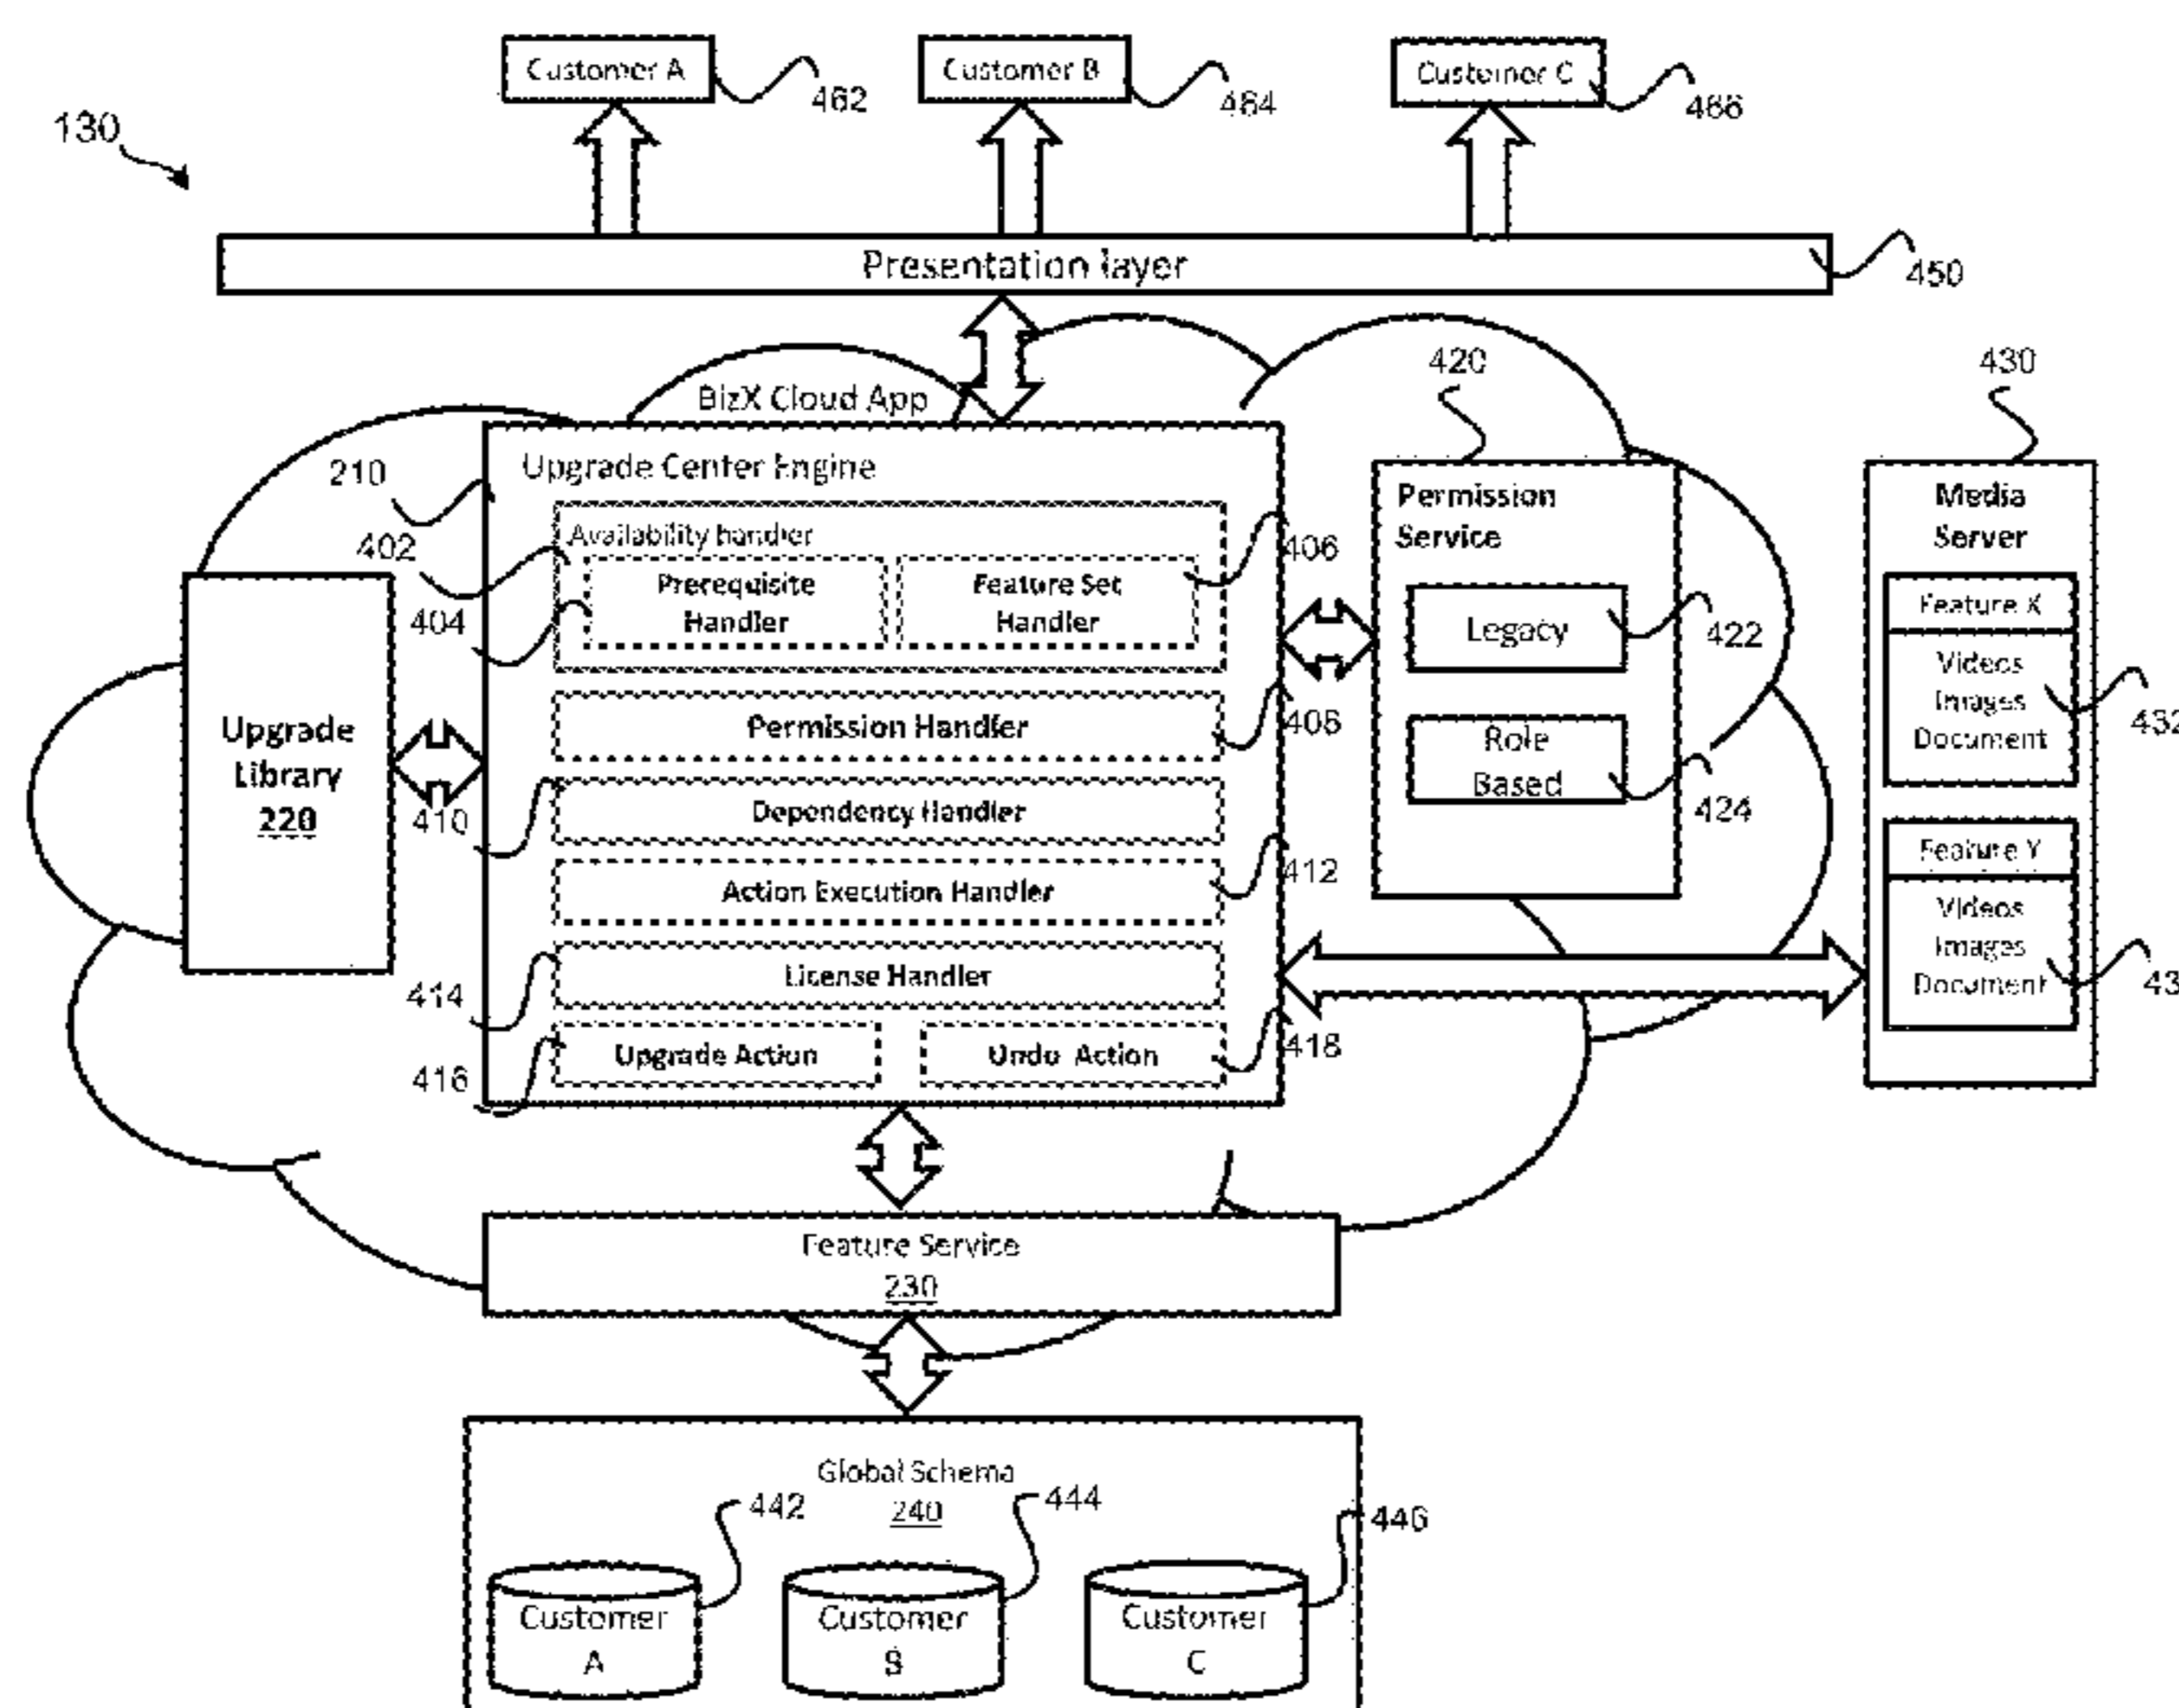 Customer A
Customer B
Customer C
462
464
466
130
Presentation layer
450
BizX Cloud App
420
430
210
Upgrade Center Engine
Permission
Service
Media
Server
402
Availability handler
406
404
Prerequisite
Handler
Feature Set
Handler
Legacy
422
Feature X
Videos
Images
Document
432
Upgrade
Library
220
Permission Handler
408
Role
Based
424
410
Dependency Handler
Action Execution Handler
412
Feature Y
Videos
Images
Document
43
414
License Handler
416
Upgrade Action
Undo Action
418
Feature Service
230
Global Schema
240
442
444
446
Customer
A
Customer
B
Customer
C